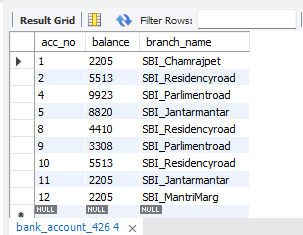 Result Grid Filter Rows:
acc_no balance branch_name
1 2205 SBI_Chamrajpet
2 5513 SBI_Residencyroad
4 9923 SBI_Parlimentroad
5 8820 SBI_Jantarmantar
8 4410 SBI_Residencyroad
9 3308 SBI_Parlimentroad
10 5513 SBI_Residencyroad
11 2205 SBI_Jantarmantar
12 2205 SBI_MantriMarg
NULL NULL NULL
bank_account_426 4